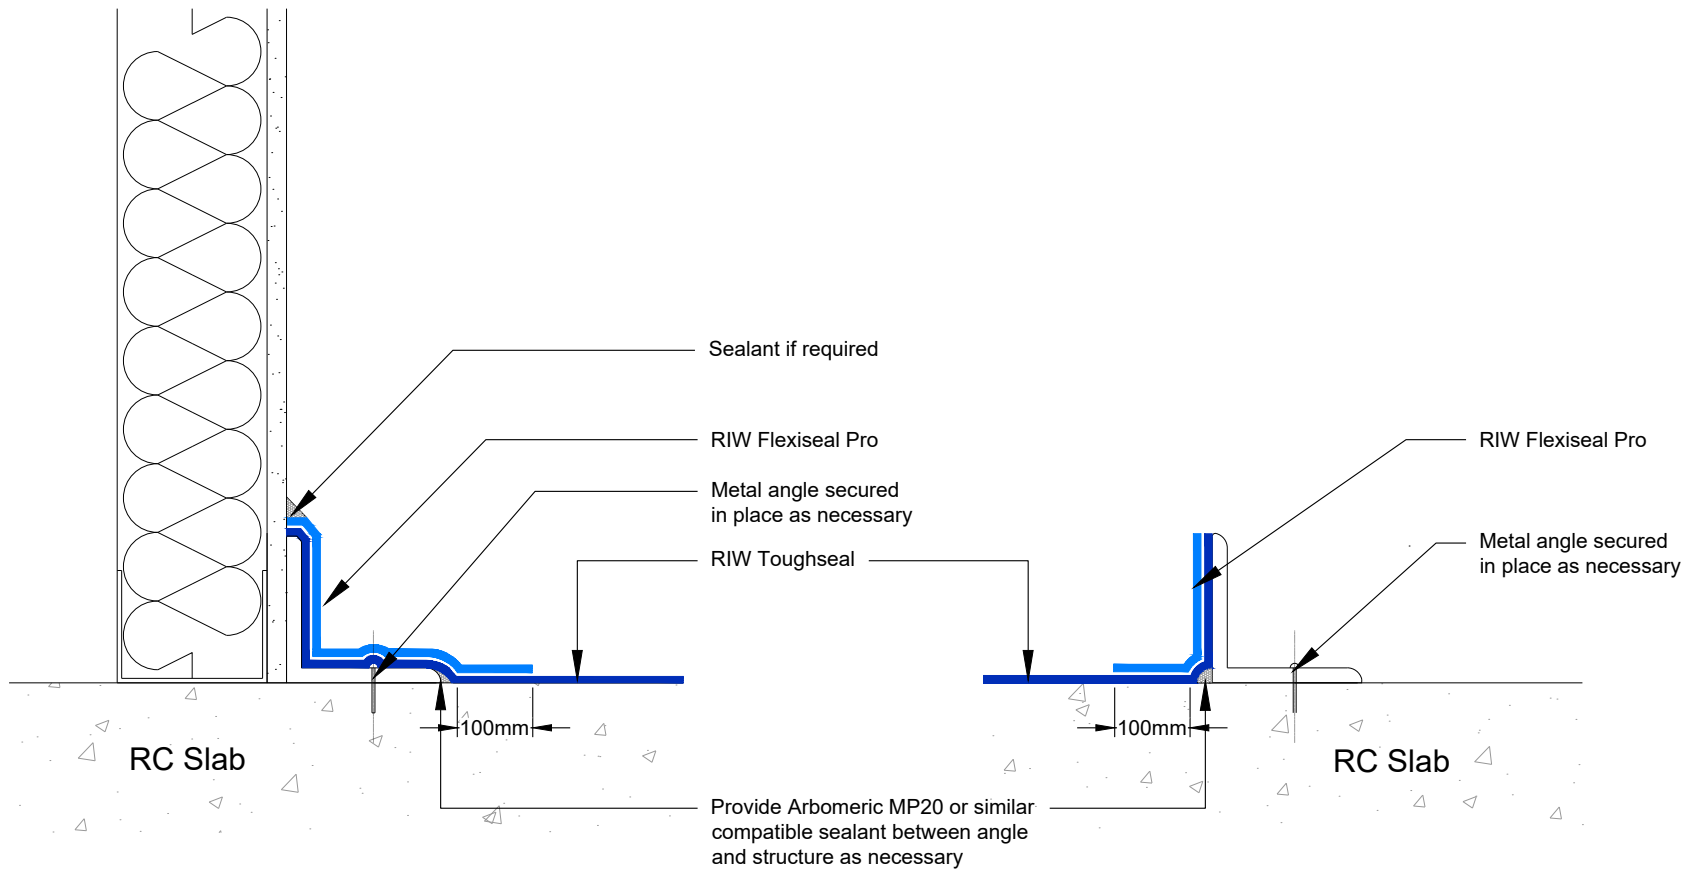 Sealant if required
RIW Flexiseal Pro
RIW Flexiseal Pro
Metal angle secured
in place as necessary
Metal angle secured
in place as necessary
RIW Toughseal
100mm
100mm
RC Slab
RC Slab
Provide Arbomeric MP20 or similar
compatible sealant between angle
and structure as necessary